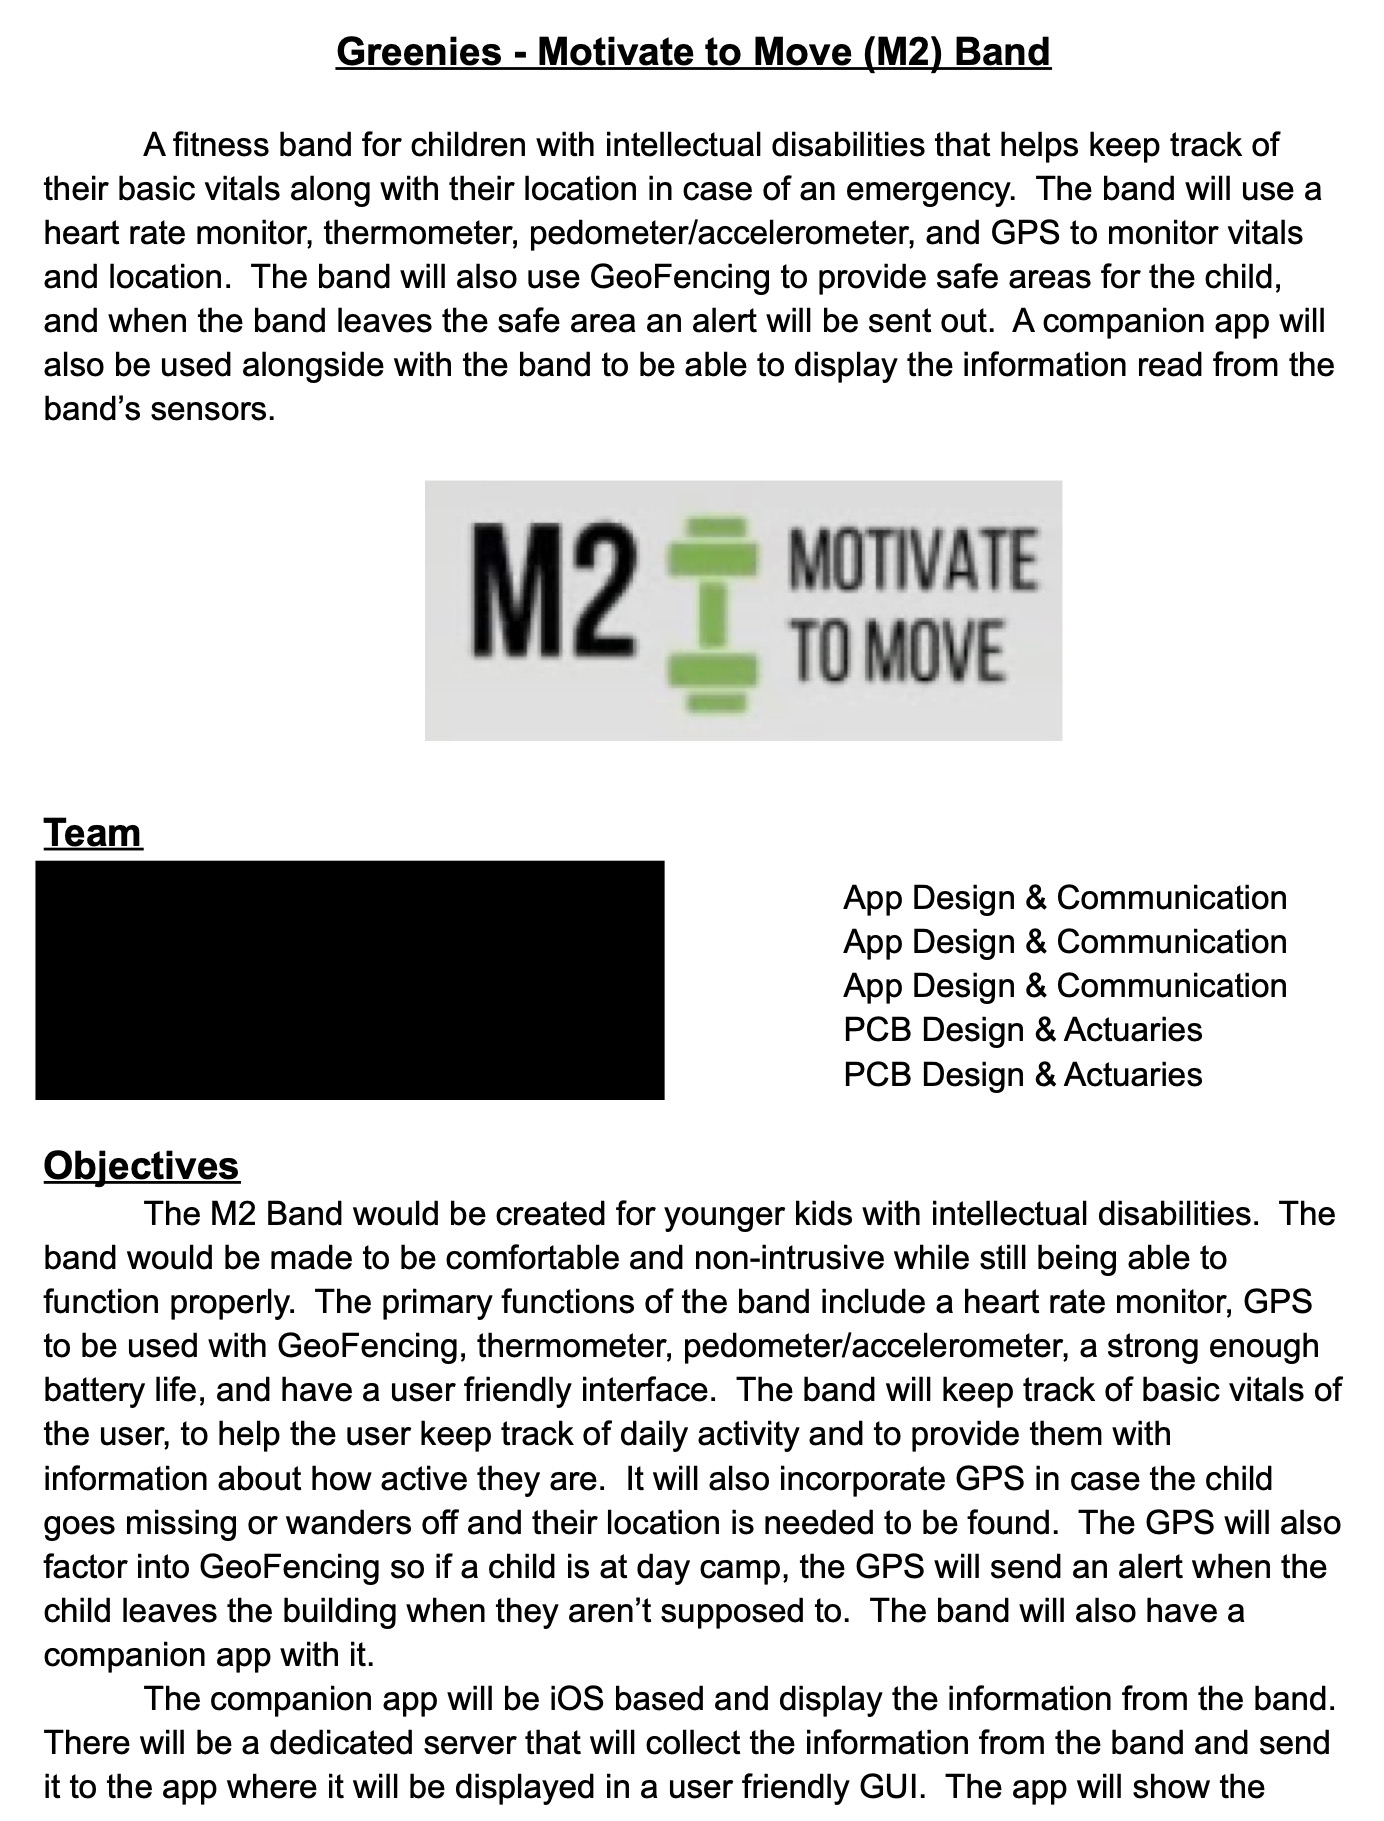 Greenies - Motivate to Move (M2) Band
A fitness band for children with intellectual disabilities that helps keep track of
their basic vitals along with their location in case of an emergency.  The band will use a
heart rate monitor, thermometer, pedometer/accelerometer, and GPS to monitor vitals
and location.  The band will also use GeoFencing to provide safe areas for the child,
and when the band leaves the safe area an alert will be sent out.  A companion app will
also be used alongside with the band to be able to display the information read from the
band’s sensors.
M2 MOTIVATE
TO MOVE
Team
App Design & Communication
App Design & Communication
App Design & Communication
PCB Design & Actuaries
PCB Design & Actuaries
Objectives
The M2 Band would be created for younger kids with intellectual disabilities.  The
band would be made to be comfortable and non-intrusive while still being able to
function properly.  The primary functions of the band include a heart rate monitor, GPS
to be used with GeoFencing, thermometer, pedometer/accelerometer, a strong enough
battery life, and have a user friendly interface.  The band will keep track of basic vitals of
the user, to help the user keep track of daily activity and to provide them with
information about how active they are.  It will also incorporate GPS in case the child
goes missing or wanders off and their location is needed to be found.  The GPS will also
factor into GeoFencing so if a child is at day camp, the GPS will send an alert when the
child leaves the building when they aren’t supposed to.  The band will also have a
companion app with it.
The companion app will be iOS based and display the information from the band.
There will be a dedicated server that will collect the information from the band and send
it to the app where it will be displayed in a user friendly GUI.  The app will show the